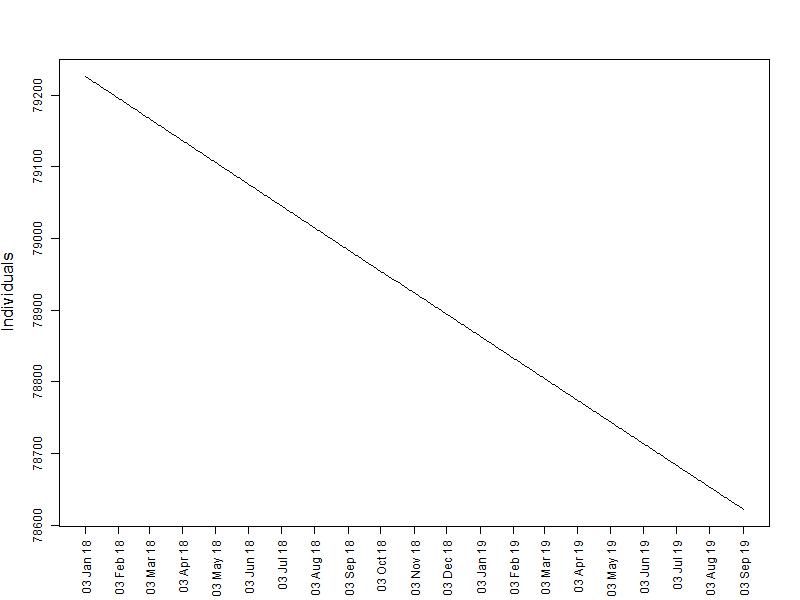 Individuals
79200
79100
79000
78900
78800
78700
78600
03 Jan 18
03 Feb 18
03 Mar 18
03 Apr 18
03 May 18
03 Jun 18
03 Jul 18
03 Aug 18
03 Sep 18
03 Oct 18
03 Nov 18
03 Dec 18
03 Jan 19
03 Feb 19
03 Mar 19
03 Apr 19
03 May 19
03 Jun 19
03 Jul 19
03 Aug 19
03 Sep 19